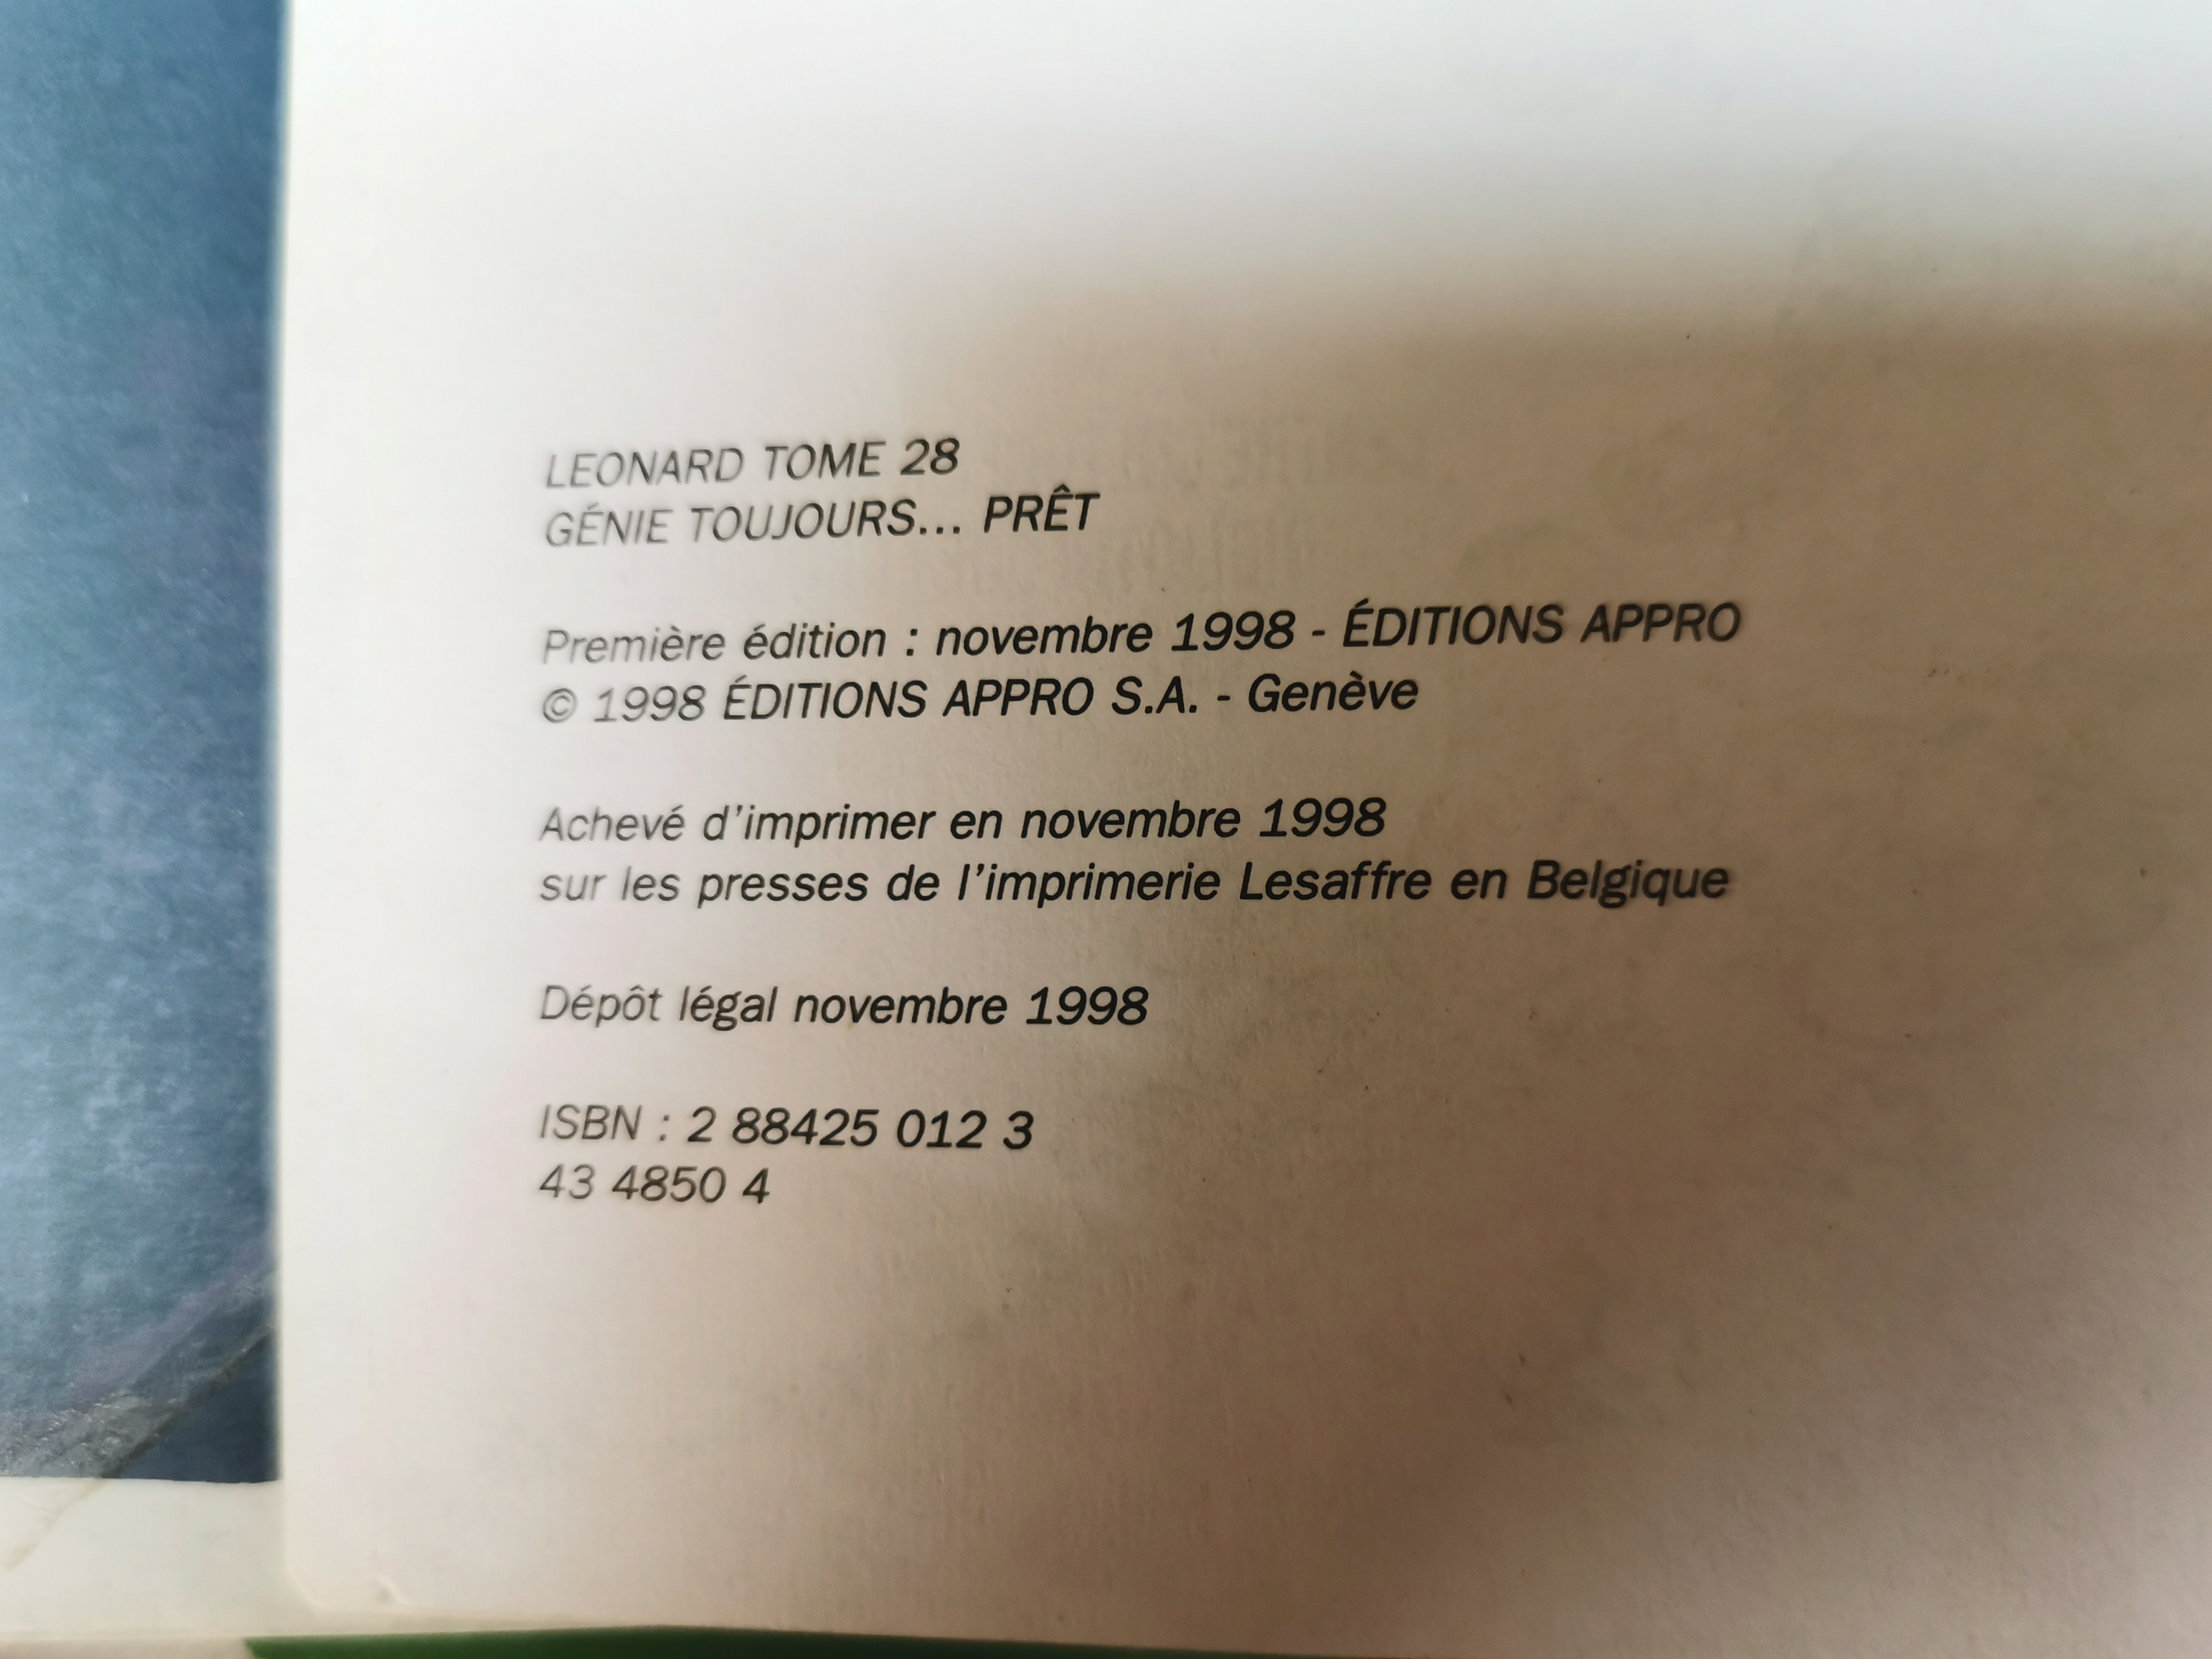 LEONARD TOME 28
GÉNIE TOUJOURS... PRÊT
Première édition : novembre 1998 - ÉDITIONS APPRO
© 1998 ÉDITIONS APPRO S.A. - Genève
Achevé d'imprimer en novembre 1998
sur les presses de l'imprimerie Lesaffre en Belgique
Dépôt légal novembre 1998
ISBN : 2 88425 012 3
43 4850 4